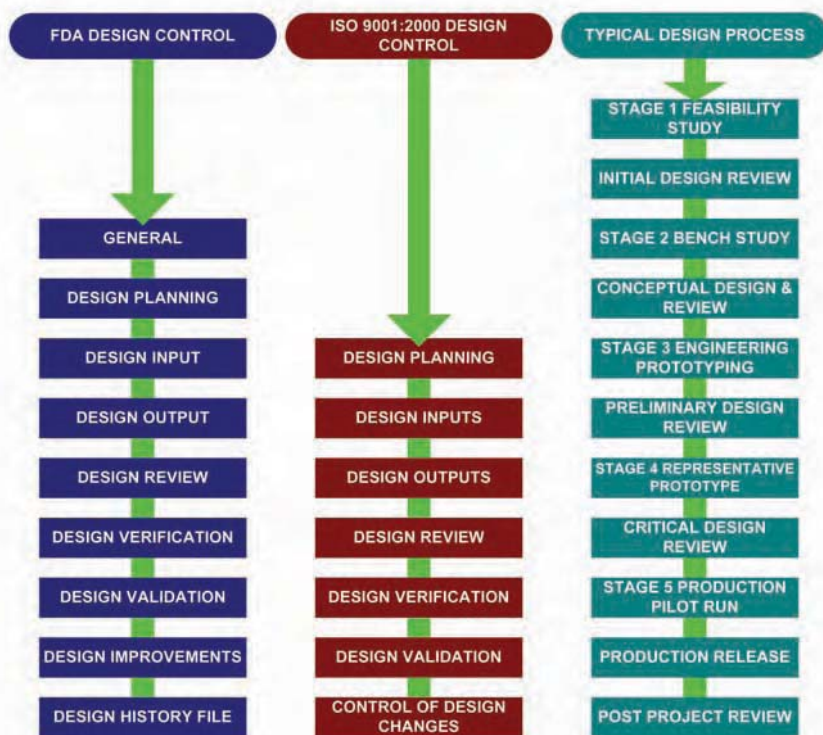 FDA DESIGN CONTROL
GENERAL
DESIGN PLANNING
DESIGN INPUT
DESIGN OUTPUT
DESIGN REVIEW
DESIGN VERIFICATION
DESIGN VALIDATION
DESIGN IMPROVEMENTS
DESIGN HISTORY FILE
ISO 9001:2000 DESIGN
CONTROL
DESIGN PLANNING
DESIGN INPUTS
DESIGN OUTPUTS
DESIGN REVIEW
DESIGN VERIFICATION
DESIGN VALIDATION
CONTROL OF DESIGN
CHANGES
TYPICAL DESIGN PROCESS
STAGE 1 FEASIBILITY
STUDY
INITIAL DESIGN REVIEW
STAGE 2 BENCH STUDY
CONCEPTUAL DESIGN &
REVIEW
STAGE 3 ENGINEERING
PROTOTYPING
PRELIMINARY DESIGN
REVIEW
STAGE 4 REPRESENTATIVE
PROTOTYPE
CRITICAL DESIGN
REVIEW
STAGE 5 PRODUCTION
PILOT RUN
PRODUCTION RELEASE
POST PROJECT REVIEW